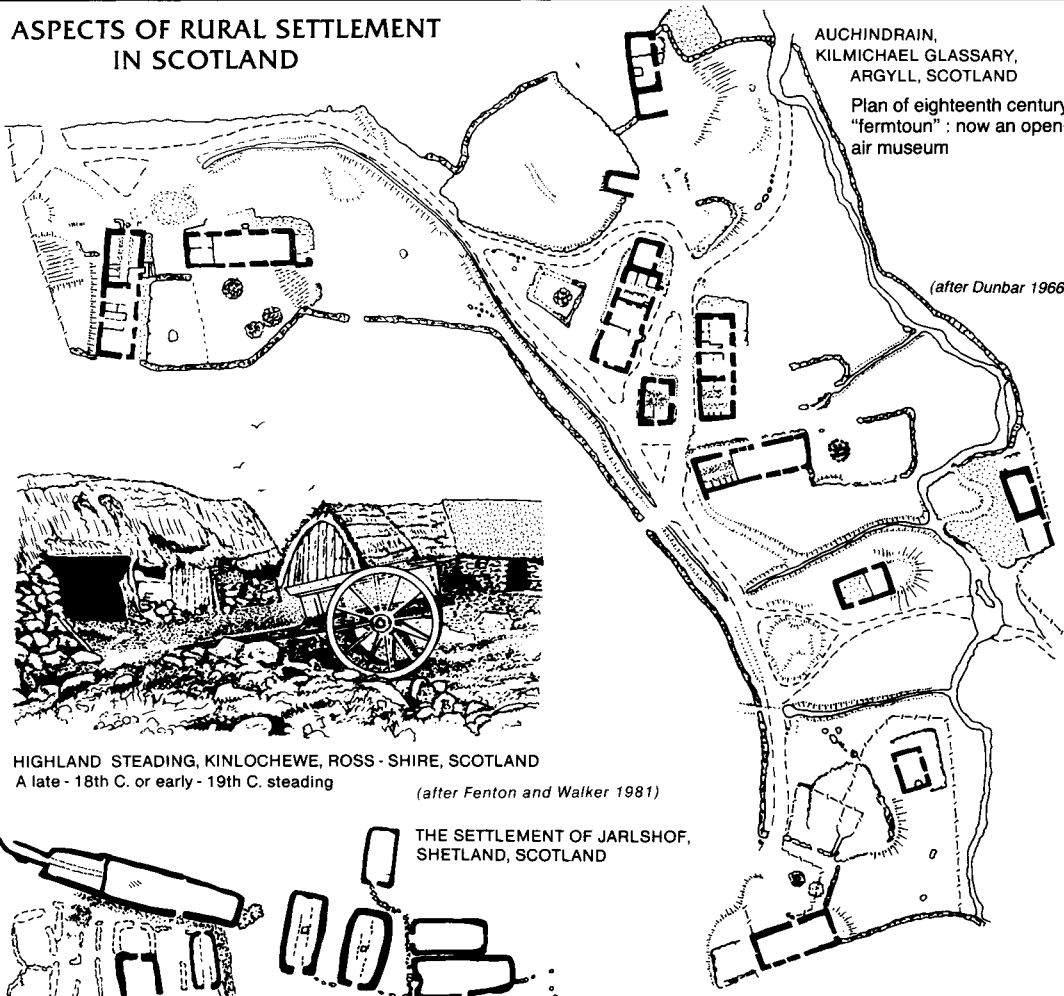 ASPECTS OF RURAL SETTLEMENT
IN SCOTLAND
AUCHINDRAIN,
KILMICHAEL GLASSARY,
ARGYLL, SCOTLAND
Plan of eighteenth century
"fermtoun" : now an open-
air museum
(after Dunbar 1966
HIGHLAND STEADING, KINLOCHEWE, ROSS - SHIRE, SCOTLAND
A late - 18th C. or early - 19th C. steading
(after Fenton and Walker 1981)
THE SETTLEMENT OF JARLSHOF,
SHETLAND, SCOTLAND